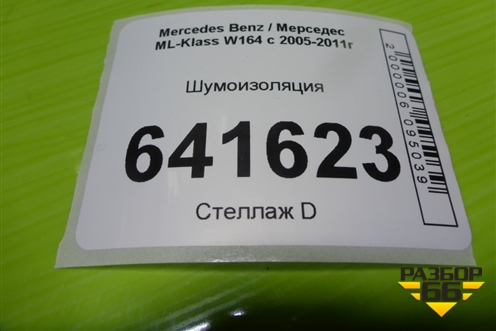 Mercedes Benz / Мерседес
ML-Klass W164 с 2005-2011г
Шумоизоляция
641623
Стеллаж D
2000006095039
РАЗБОР
66